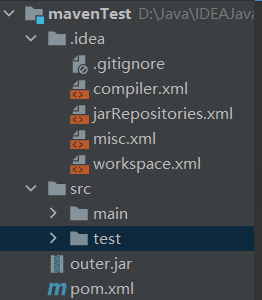 mavenTest D:\Java\IDEAJava
.idea
.gitignore
compiler.xml
jarRepositories.xml
misc.xml
workspace.xml
src
main
test
outer.jar
pom.xml